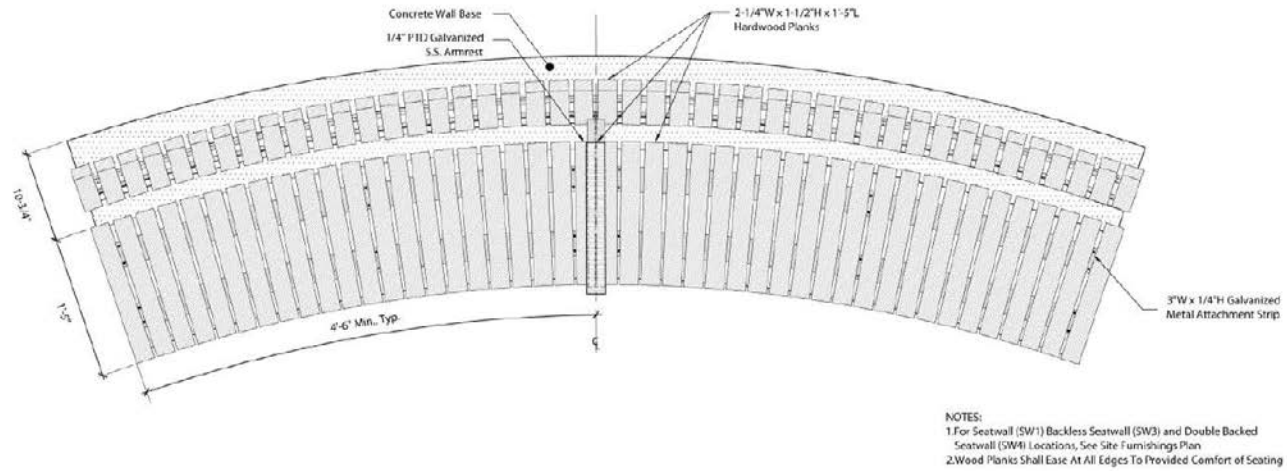 Concrete Wall Base
1/4" PTD Galvanized
S.S. Armrest
2-1/4"W x 1-1/2"H x 1'-5"L
Hardwood Planks
10-3/4"
1'-5"
4'-6" Min., Typ.
3"W x 1/4"H Galvanized
Metal Attachment Strip
NOTES:
1.For Seatwall (SW1) Backless Seatwall (SW3) and Double Backed
Seatwall (SW4) Locations, See Site Furnishings Plan
2.Wood Planks Shall Ease At All Edges To Provided Comfort of Seating